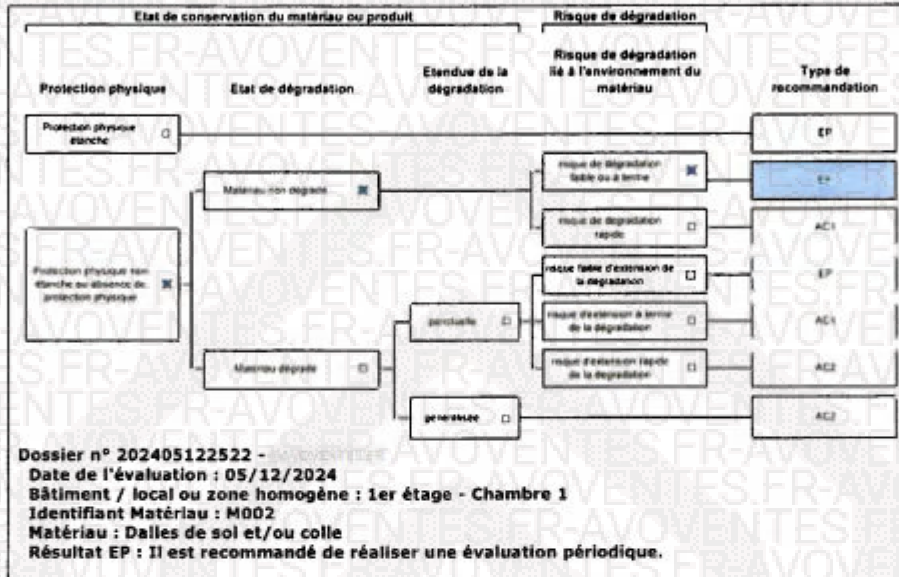 Etat de conservation du matériau ou produit
Risque de dégradation
Protection physique
Etat de dégradation
Etendue de la
dégradation
Risque de dégradation
lié à l'environnement du
matériau
Type de
recommandation
Protection physique
étanche
EP
Matériau non dégradé
risque de dégradation
faible ou à terme
EP
risque de dégradation
rapide
AC1
Protection physique non
étanche ou absence de
protection physique
risque faible d'extension de
la dégradation
EP
ponctuelle
risque d'extension à terme
de la dégradation
AC1
Matériau dégradé
risque d'extension rapide
de la dégradation
AC2
généralisée
AC2
Dossier n° 202405122522 -
Date de l'évaluation : 05/12/2024
Bâtiment / local ou zone homogène : 1er étage - Chambre 1
Identifiant Matériau : M002
Matériau : Dalles de sol et/ou colle
Résultat EP : Il est recommandé de réaliser une évaluation périodique.